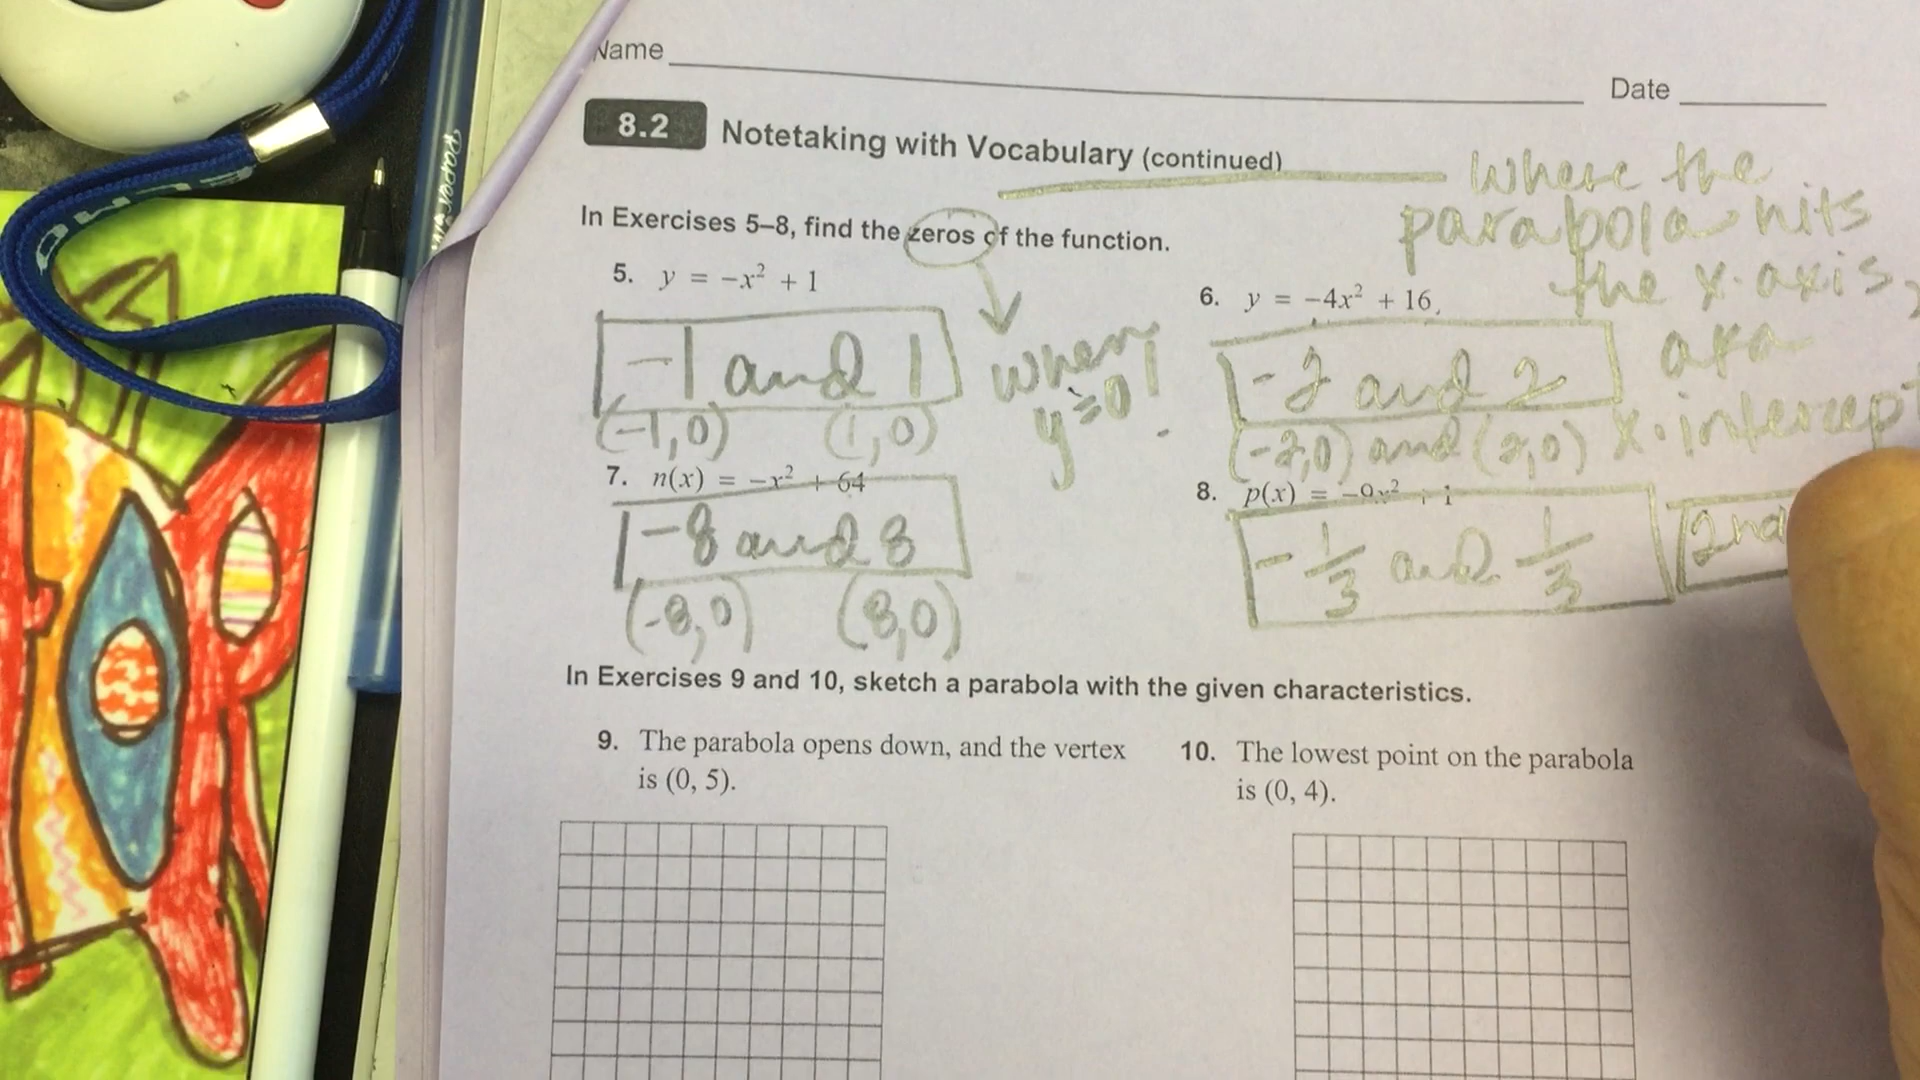 Name
Date
8.2 Notetaking with Vocabulary (continued)
where the
parabola hits
the x-axis,
aka
x-intercept
In Exercises 5–8, find the zeros of the function.
5. y = −x² + 1
-1 and 1
(-1,0) (1,0)
when
y=0!
6. y = −4x² + 16
-2 and 2
(-2,0) and (2,0)
7. n(x) = −x² + 64
-8 and 8
(-8,0) (8,0)
8. p(x) = −9x² + 1
-1/3 and 1/3
2nd
In Exercises 9 and 10, sketch a parabola with the given characteristics.
9. The parabola opens down, and the vertex
is (0, 5).
10. The lowest point on the parabola
is (0, 4).